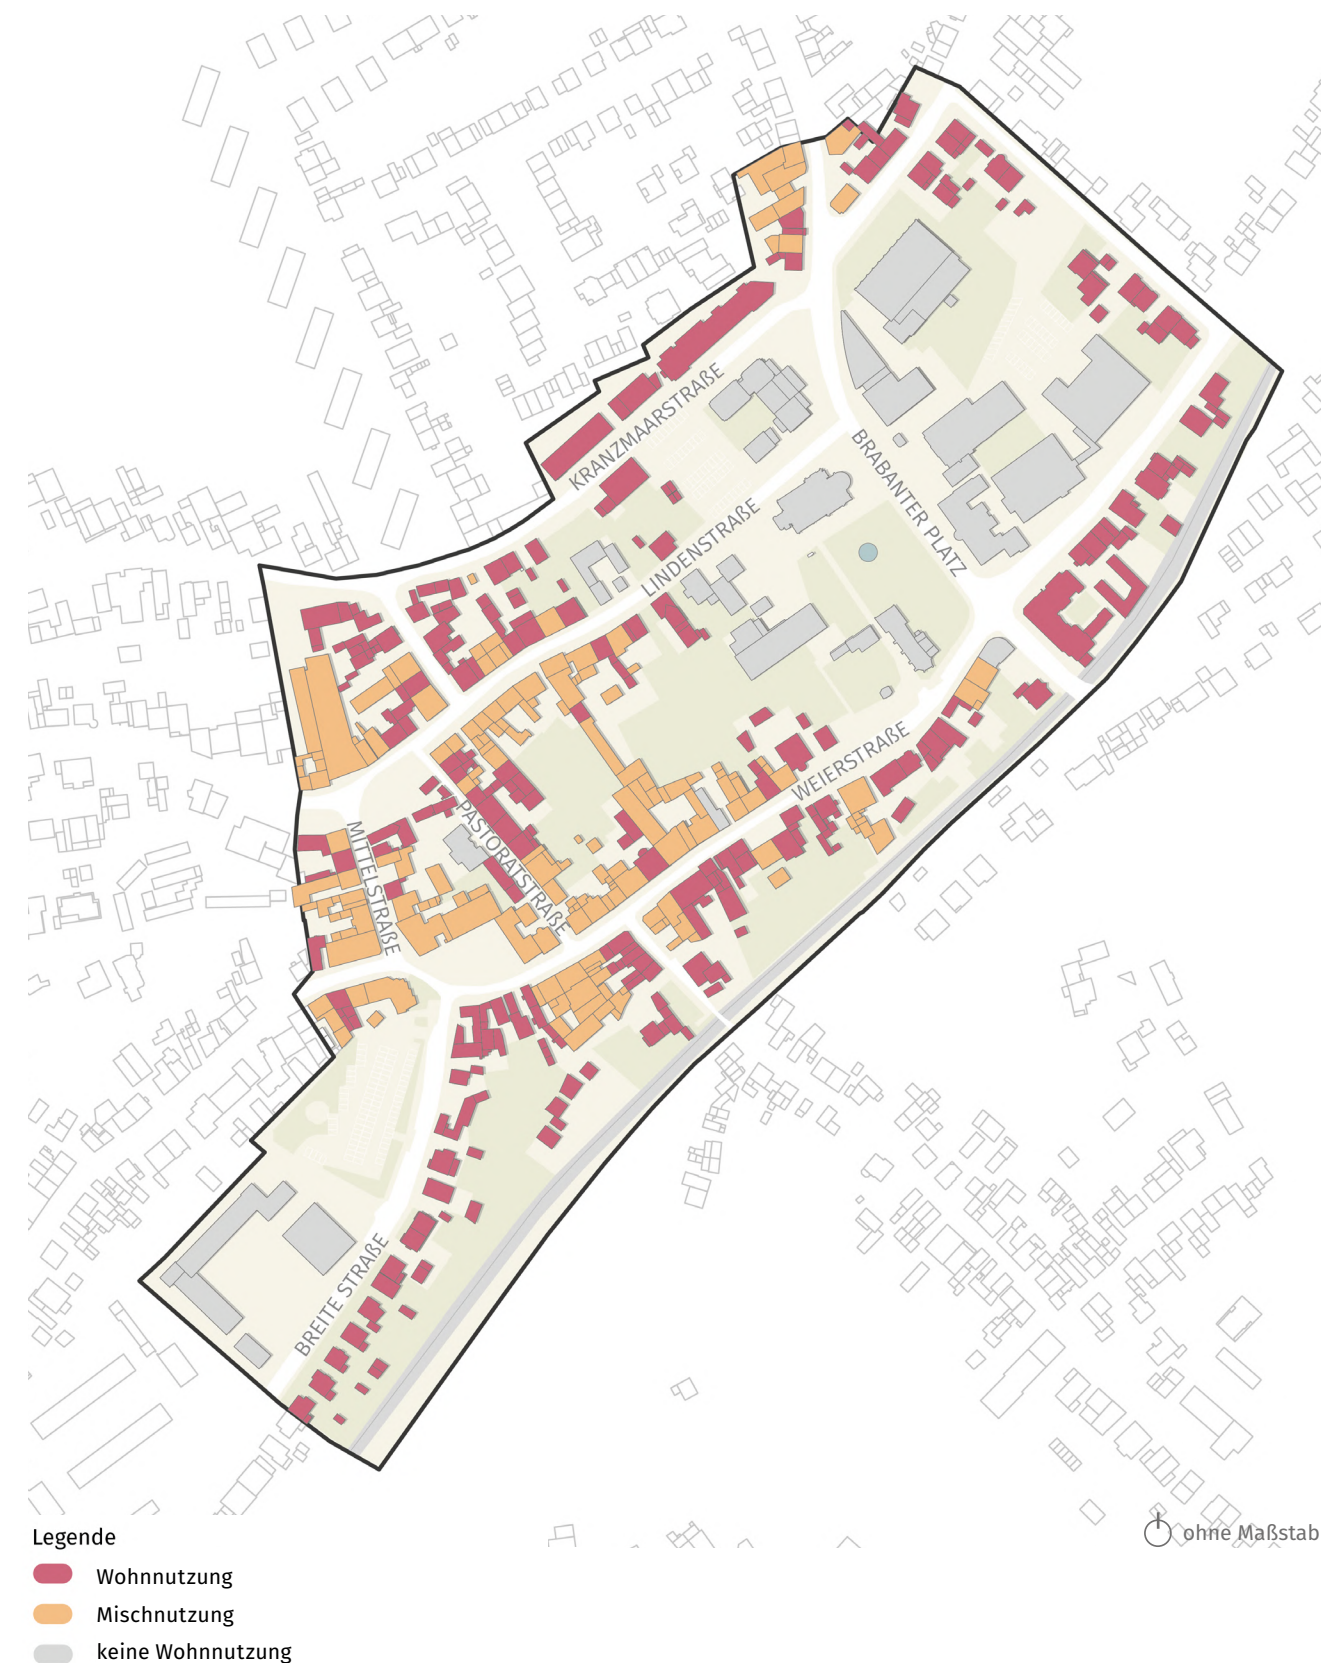 KRANZMAARSTRAßE
BRABANTER PLATZ
LINDENSTRAßE
WEIERSTRAßE
PASTORATSTRAßE
MITTELSTRAßE
BREITE STRAßE
ohne Maßstab
Legende
Wohnnutzung
Mischnutzung
keine Wohnnutzung